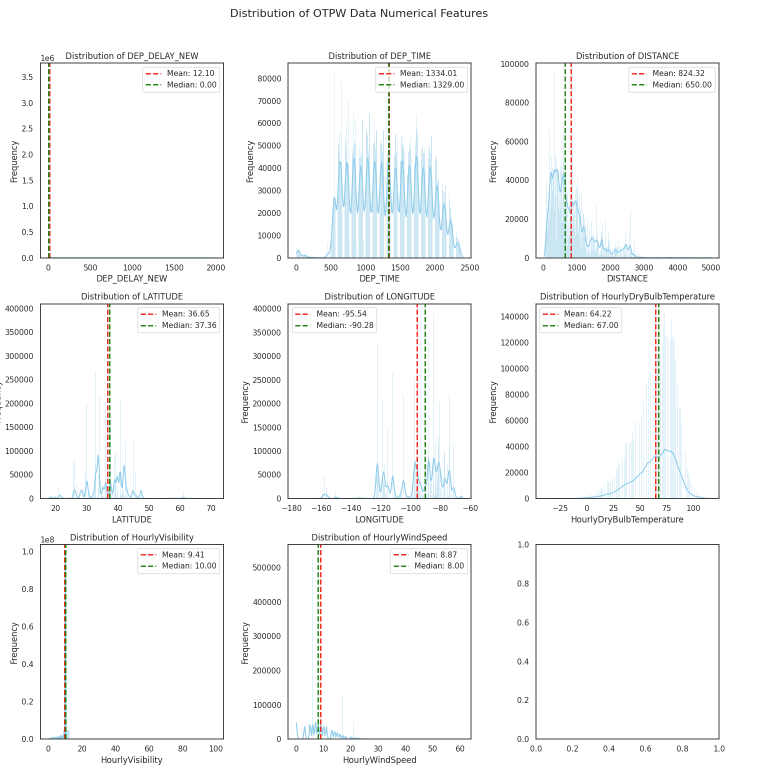 Distribution of OTPW Data Numerical Features
Distribution of DEP_DELAY_NEW
1e6
Mean: 12.10
Median: 0.00
3.5
3.0
2.5
2.0
1.5
1.0
0.5
0.0
Frequency
0 500 1000 1500 2000
DEP_DELAY_NEW
Distribution of DEP_TIME
Mean: 1334.01
Median: 1329.00
80000
70000
60000
50000
40000
30000
20000
10000
0
Frequency
0 500 1000 1500 2000 2500
DEP_TIME
Distribution of DISTANCE
Mean: 824.32
Median: 650.00
100000
80000
60000
40000
20000
0
Frequency
0 1000 2000 3000 4000 5000
DISTANCE
Distribution of LATITUDE
Mean: 36.65
Median: 37.36
400000
350000
300000
250000
200000
150000
100000
50000
0
20 30 40 50 60 70
LATITUDE
Distribution of LONGITUDE
Mean: -95.54
Median: -90.28
400000
350000
300000
250000
200000
150000
100000
50000
0
Frequency
−180 −160 −140 −120 −100 −80 −60
LONGITUDE
Distribution of HourlyDryBulbTemperature
Mean: 64.22
Median: 67.00
140000
120000
100000
80000
60000
40000
20000
0
Frequency
−25 0 25 50 75 100
HourlyDryBulbTemperature
Distribution of HourlyVisibility
1e8
Mean: 9.41
Median: 10.00
1.0
0.8
0.6
0.4
0.2
0.0
Frequency
0 20 40 60 80 100
HourlyVisibility
Distribution of HourlyWindSpeed
Mean: 8.87
Median: 8.00
500000
400000
300000
200000
100000
0
Frequency
0 10 20 30 40 50 60
HourlyWindSpeed
1.0
0.8
0.6
0.4
0.2
0.0
0.0 0.2 0.4 0.6 0.8 1.0